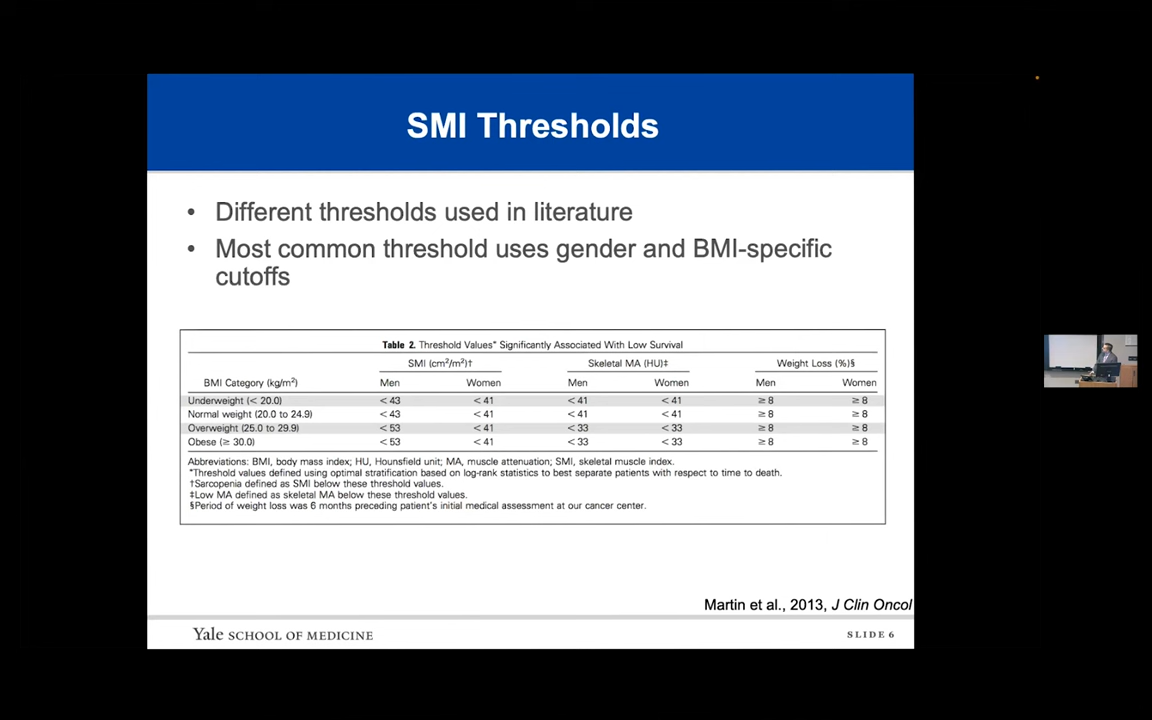 SMI Thresholds
• Different thresholds used in literature
• Most common threshold uses gender and BMI-specific
cutoffs
Table 2. Threshold Values* Significantly Associated With Low Survival
SMI (cm²/m²)† Skeletal MA (HU)‡ Weight Loss (%)§
BMI Category (kg/m²) Men Women Men Women Men Women
Underweight (< 20.0) < 43 < 41 < 41 < 41 ≥ 8 ≥ 8
Normal weight (20.0 to 24.9) < 43 < 41 < 41 < 41 ≥ 8 ≥ 8
Overweight (25.0 to 29.9) < 53 < 41 < 33 < 33 ≥ 8 ≥ 8
Obese (≥ 30.0) < 53 < 41 < 33 < 33 ≥ 8 ≥ 8
Abbreviations: BMI, body mass index; HU, Hounsfield unit; MA, muscle attenuation; SMI, skeletal muscle index.
*Threshold values defined using optimal stratification based on log-rank statistics to best separate patients with respect to time to death.
†Sarcopenia defined as SMI below these threshold values.
‡Low MA defined as skeletal MA below these threshold values.
§Period of weight loss was 6 months preceding patient's initial medical assessment at our cancer center.
Martin et al., 2013, J Clin Oncol
Yale SCHOOL OF MEDICINE
SLIDE 6